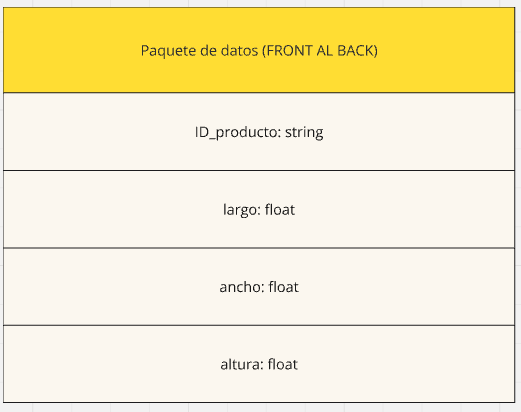 Paquete de datos (FRONT AL BACK)
ID_producto: string
largo: float
ancho: float
altura: float